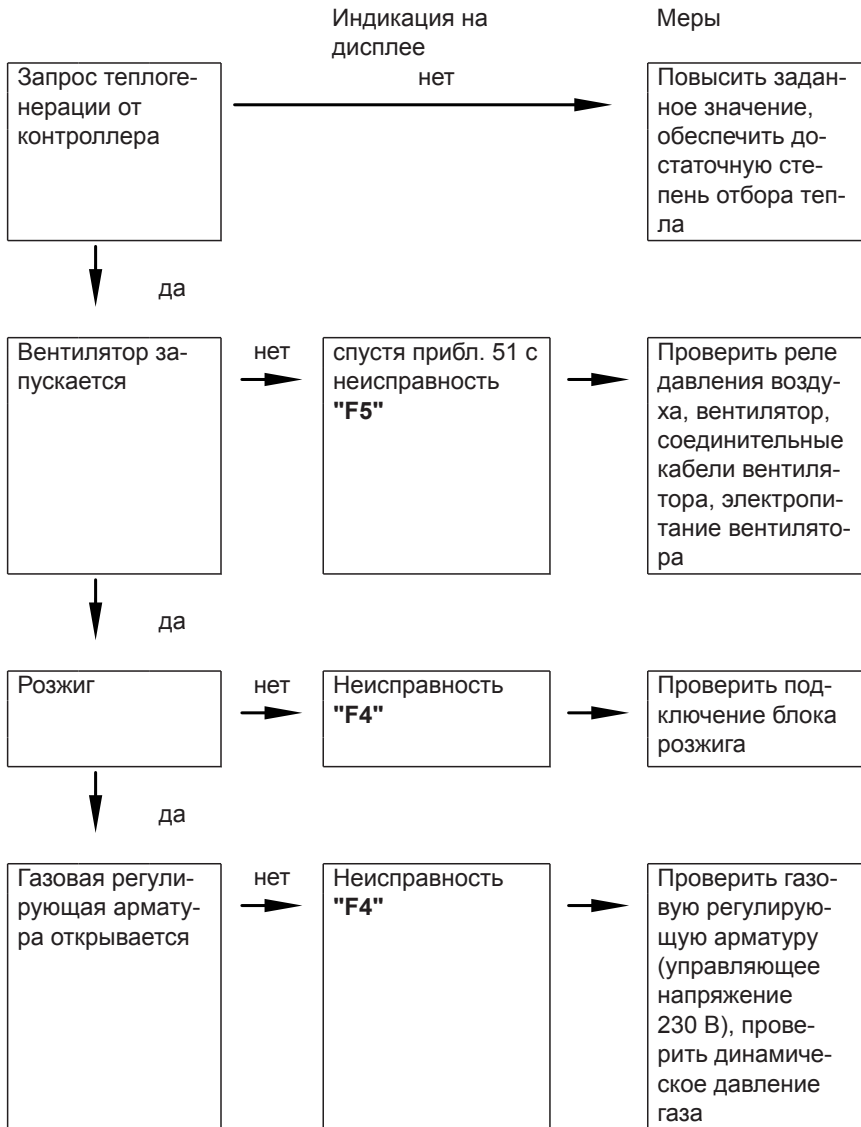 Индикация на
дисплее
Меры
Запрос теплоге-
нерации от
контроллера
нет
Повысить задан-
ное значение,
обеспечить до-
статочную сте-
пень отбора теп-
ла
да
Вентилятор за-
пускается
нет
спустя прибл. 51 с
неисправность
"F5"
Проверить реле
давления возду-
ха, вентилятор,
соединительные
кабели вентиля-
тора, электропи-
тание вентилято-
ра
да
Розжиг
нет
Неисправность
"F4"
Проверить под-
ключение блока
розжига
да
Газовая регули-
рующая армату-
ра открывается
нет
Неисправность
"F4"
Проверить газо-
вую регулирую-
щую арматуру
(управляющее
напряжение
230 В), прове-
рить динамиче-
ское давление
газа